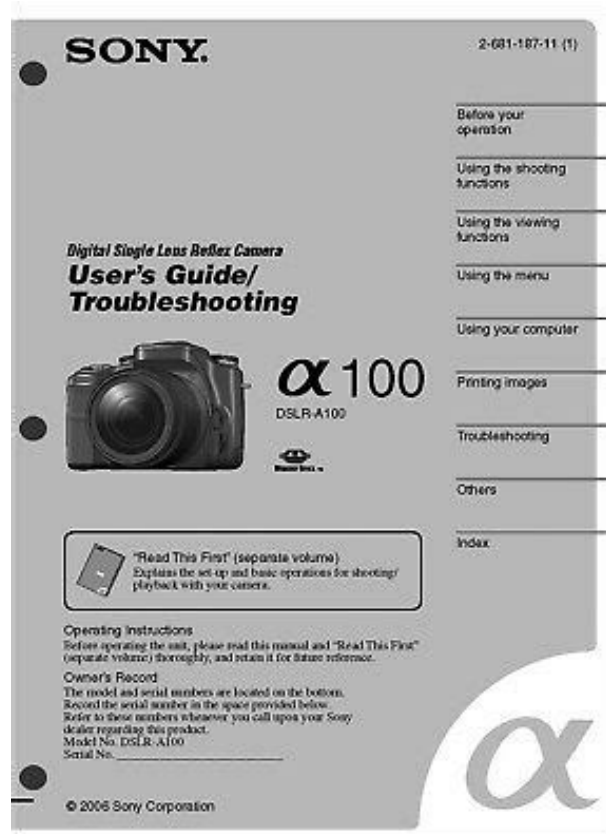 SONY.
2-681-187-11 (1)
Before your
operation
Using the shooting
functions
Using the viewing
functions
Using the menu
Using your computer
Printing images
Troubleshooting
Others
Index
Digital Single Lens Reflex Camera
User's Guide/
Troubleshooting
α 100
DSLR-A100
"Read This First" (separate volume)
Explains the set-up and basic operations for shooting/
playback with your camera.
Operating Instructions
Before operating the unit, please read this manual and "Read This First"
(separate volume) thoroughly, and retain it for future reference.
Owner's Record
The model and serial numbers are located on the bottom.
Record the serial number in the space provided below.
Refer to these numbers whenever you call upon your Sony
dealer regarding this product.
Model No. DSLR-A100
Serial No.
© 2006 Sony Corporation
α